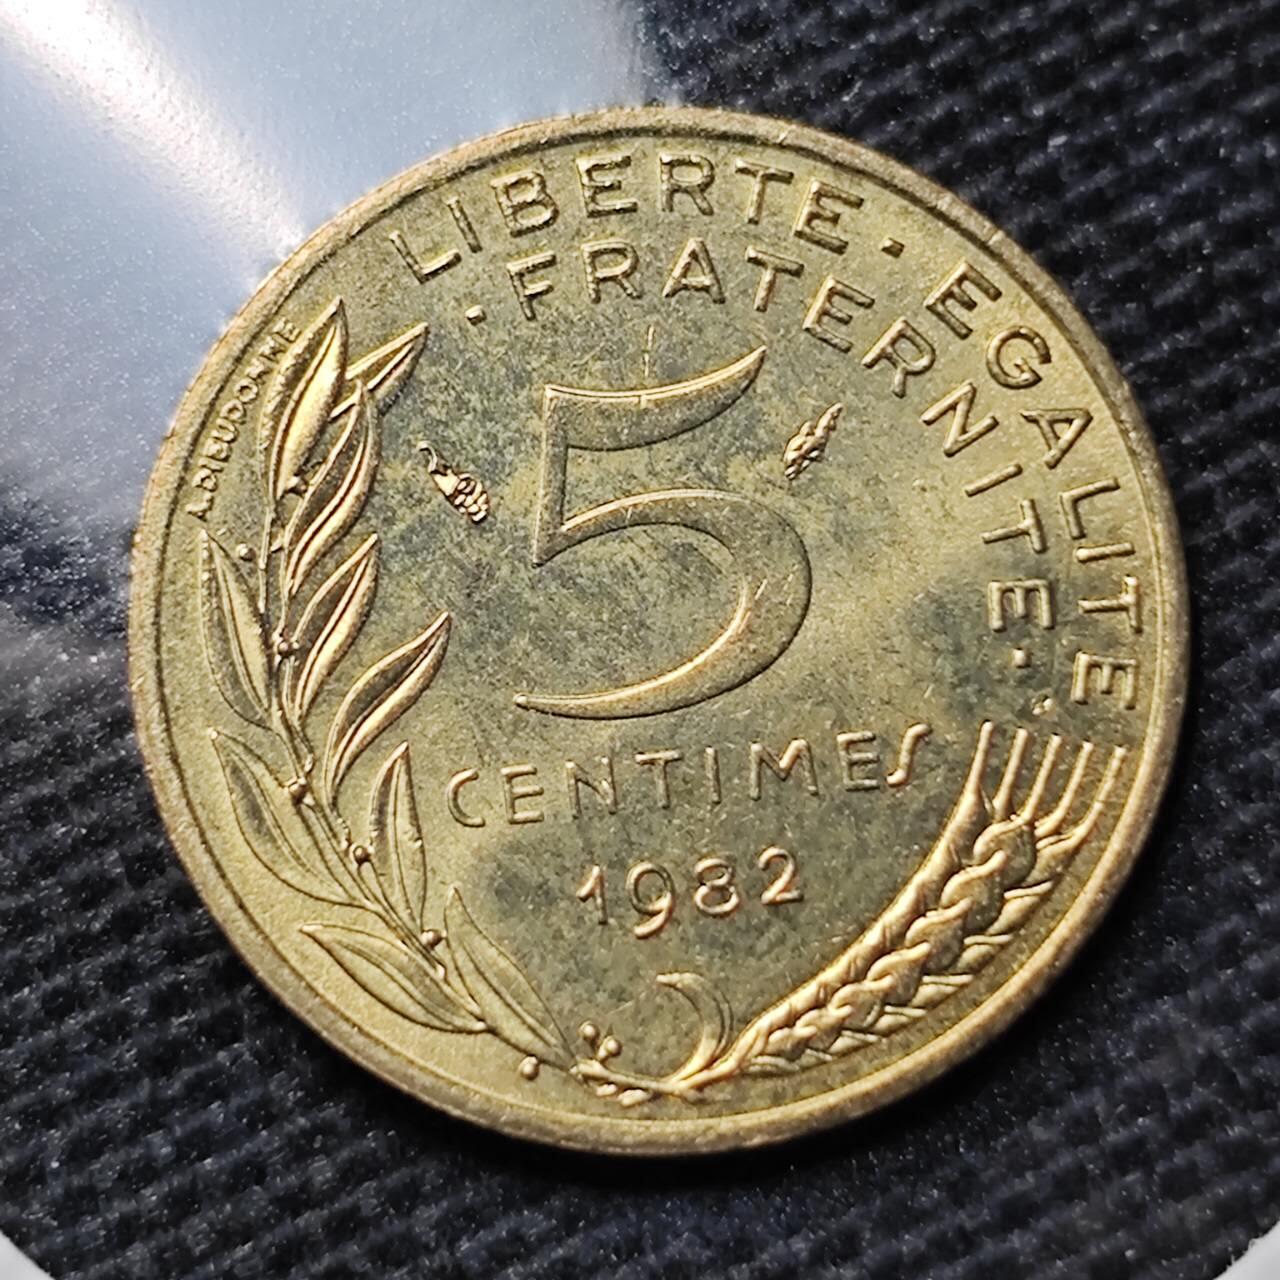 LIBERTE · EGALITE
· FRATERNITE ·
A.DIEUDONNE
5
CENTIMES
1982